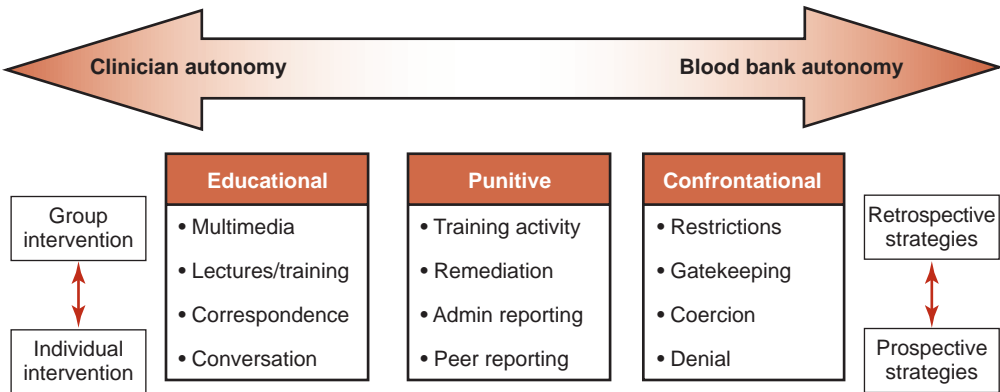 Clinician autonomy
Blood bank autonomy
Group
intervention
Individual
intervention
Educational
• Multimedia
• Lectures/training
• Correspondence
• Conversation
Punitive
• Training activity
• Remediation
• Admin reporting
• Peer reporting
Confrontational
• Restrictions
• Gatekeeping
• Coercion
• Denial
Retrospective
strategies
Prospective
strategies